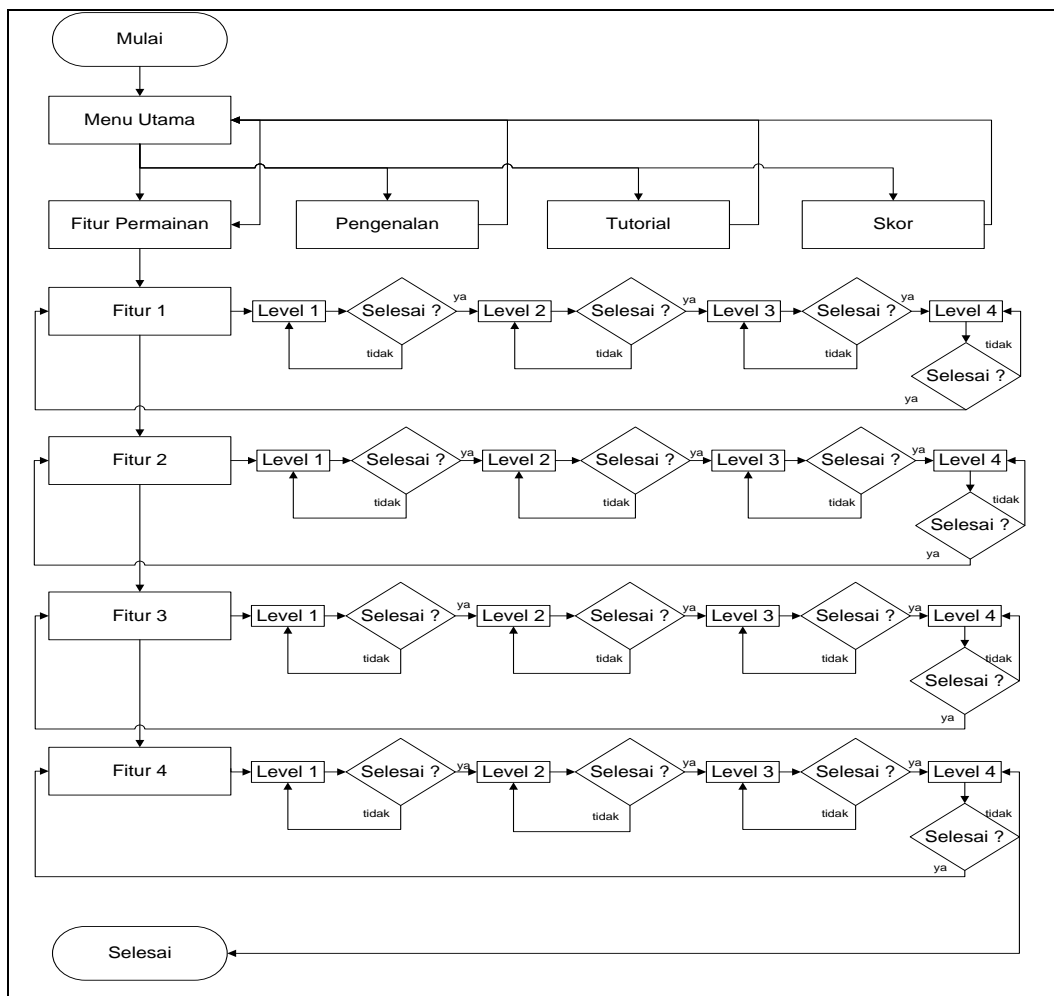 Mulai
Menu Utama
Fitur Permainan
Pengenalan
Tutorial
Skor
Fitur 1
Level 1
Selesai ?
ya
tidak
Level 2
Selesai ?
ya
tidak
Level 3
Selesai ?
ya
tidak
Level 4
tidak
Selesai ?
ya
Fitur 2
Level 1
Selesai ?
ya
tidak
Level 2
Selesai ?
ya
tidak
Level 3
Selesai ?
ya
tidak
Level 4
tidak
Selesai ?
ya
Fitur 3
Level 1
Selesai ?
ya
tidak
Level 2
Selesai ?
ya
tidak
Level 3
Selesai ?
ya
tidak
Level 4
tidak
Selesai ?
ya
Fitur 4
Level 1
Selesai ?
ya
tidak
Level 2
Selesai ?
ya
tidak
Level 3
Selesai ?
ya
tidak
Level 4
tidak
Selesai ?
ya
Selesai